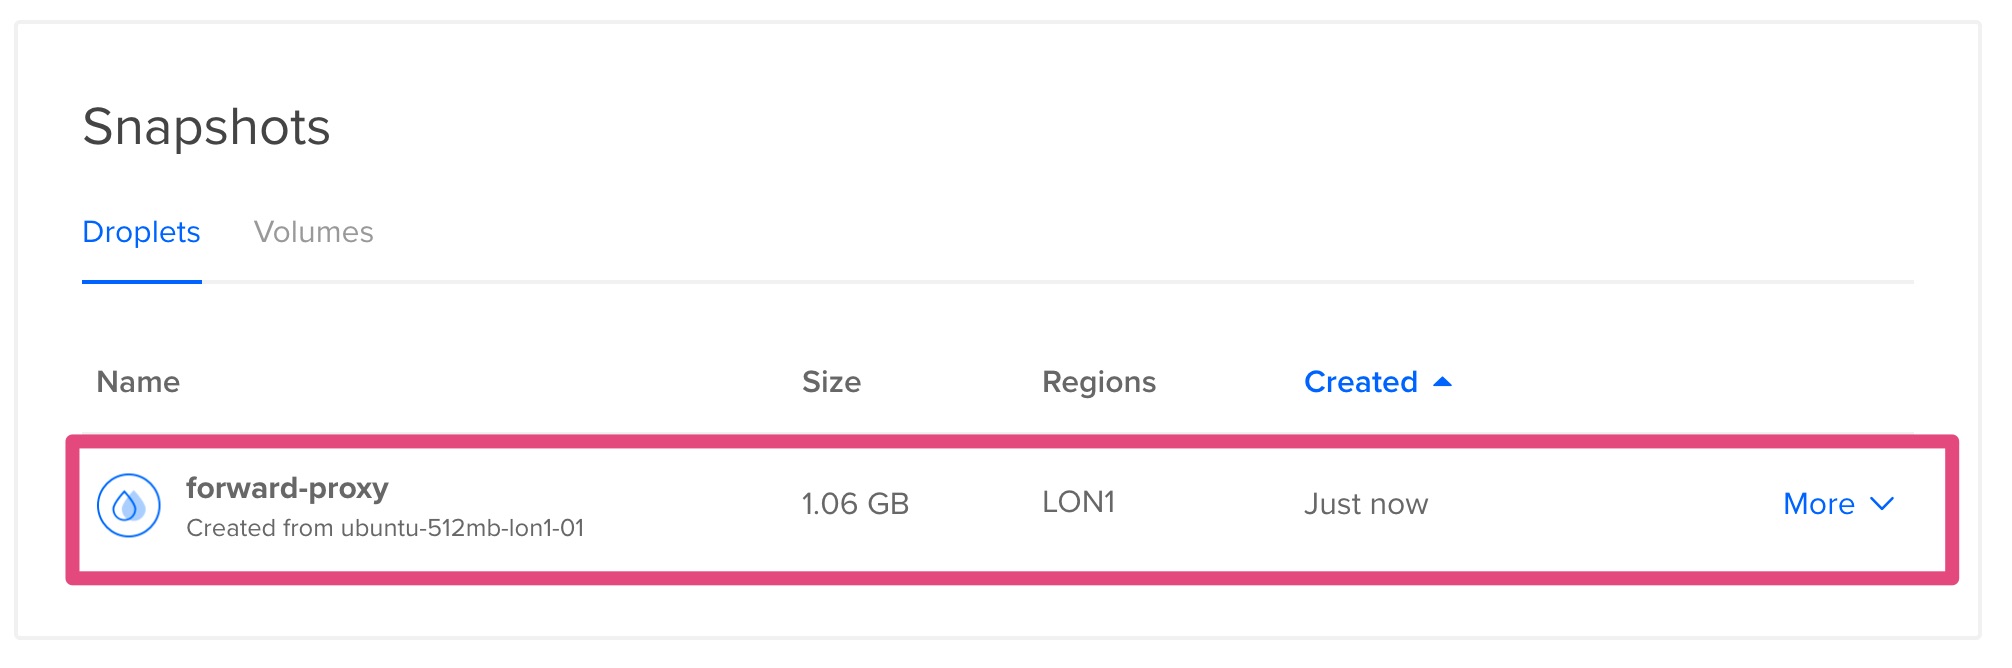 Snapshots
Droplets Volumes
Name Size Regions Created
forward-proxy
Created from ubuntu-512mb-lon1-01
1.06 GB LON1 Just now More